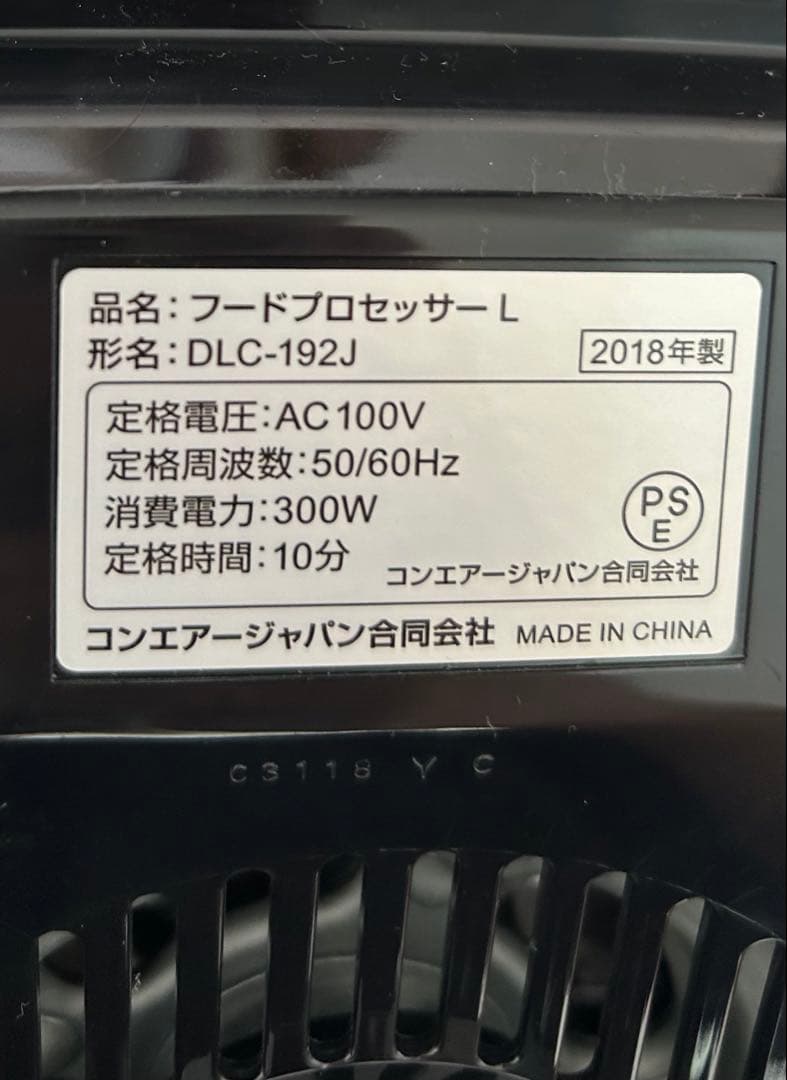 品名：フードプロセッサーL
形名：DLC-192J
2018年製
定格電圧：AC100V
定格周波数：50/60Hz
消費電力：300W
定格時間：10分
PS
E
コンエアージャパン合同会社
コンエアージャパン合同会社 MADE IN CHINA
C3118 Y C